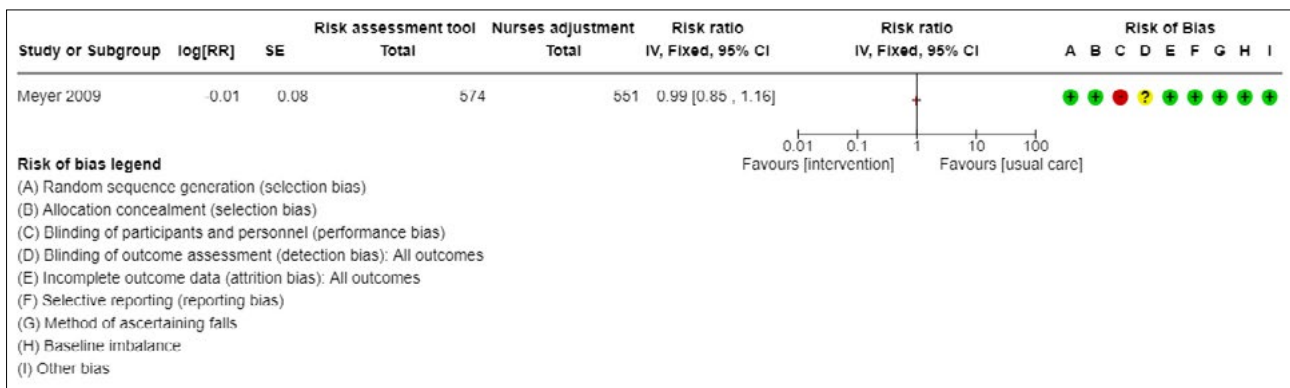 Risk assessment tool Nurses adjustment Risk ratio Risk ratio Risk of Bias
Study or Subgroup log[RR] SE Total Total IV, Fixed, 95% CI IV, Fixed, 95% CI A B C D E F G H I
Meyer 2009 -0.01 0.08 574 551 0.99 [0.85 , 1.16] + + - ? + + + + +
0.01 0.1 1 10 100
Favours [intervention] Favours [usual care]
Risk of bias legend
(A) Random sequence generation (selection bias)
(B) Allocation concealment (selection bias)
(C) Blinding of participants and personnel (performance bias)
(D) Blinding of outcome assessment (detection bias): All outcomes
(E) Incomplete outcome data (attrition bias): All outcomes
(F) Selective reporting (reporting bias)
(G) Method of ascertaining falls
(H) Baseline imbalance
(I) Other bias